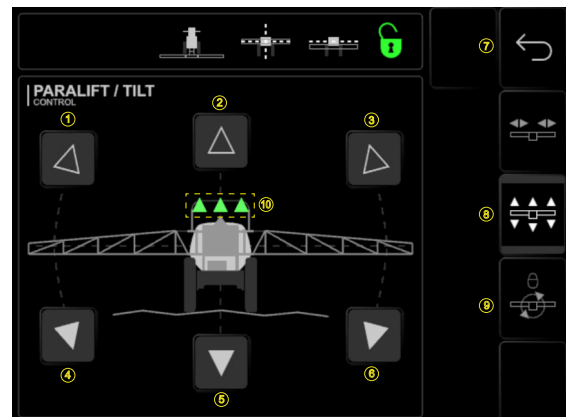 ⑦
PARALIFT / TILT
CONTROL
① ② ③
⑩
⑧
⑨
④ ⑤ ⑥